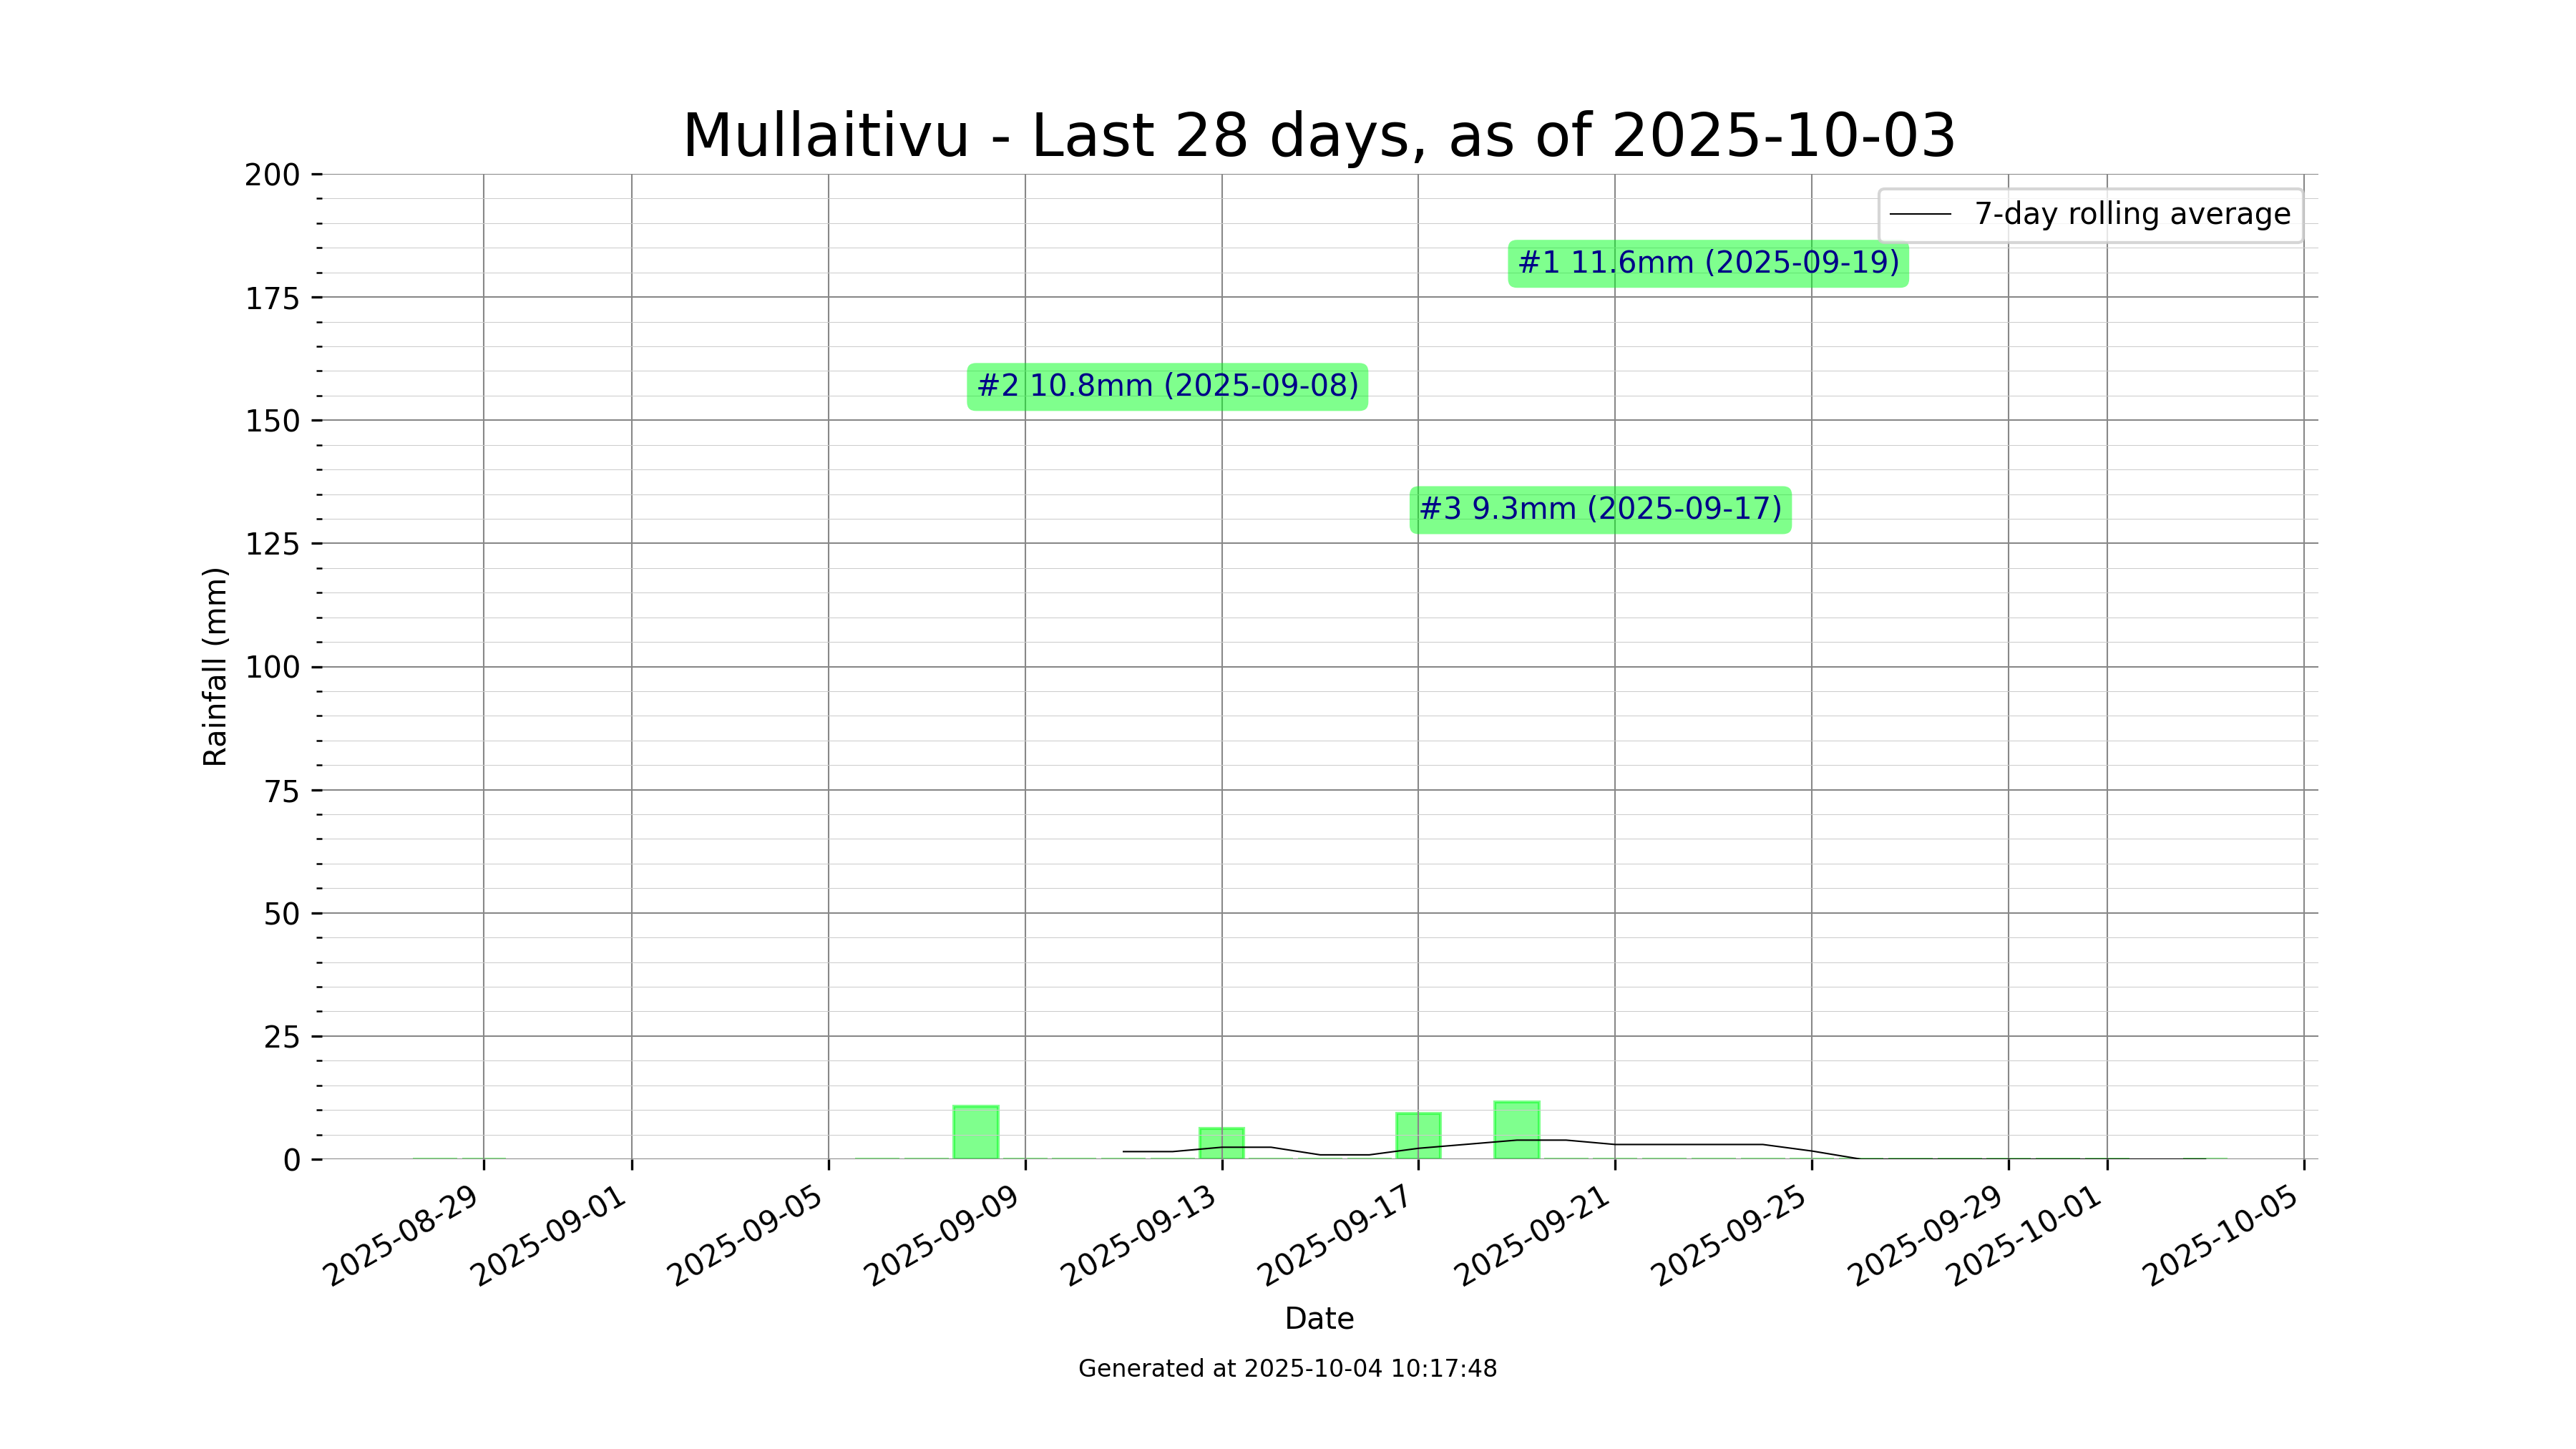 Mullaitivu - Last 28 days, as of 2025-10-03
7-day rolling average
#1 11.6mm (2025-09-19)
#2 10.8mm (2025-09-08)
#3 9.3mm (2025-09-17)
Rainfall (mm)
200
175
150
125
100
75
50
25
0
2025-08-29
2025-09-01
2025-09-05
2025-09-09
2025-09-13
2025-09-17
2025-09-21
2025-09-25
2025-09-29
2025-10-01
2025-10-05
Date
Generated at 2025-10-04 10:17:48